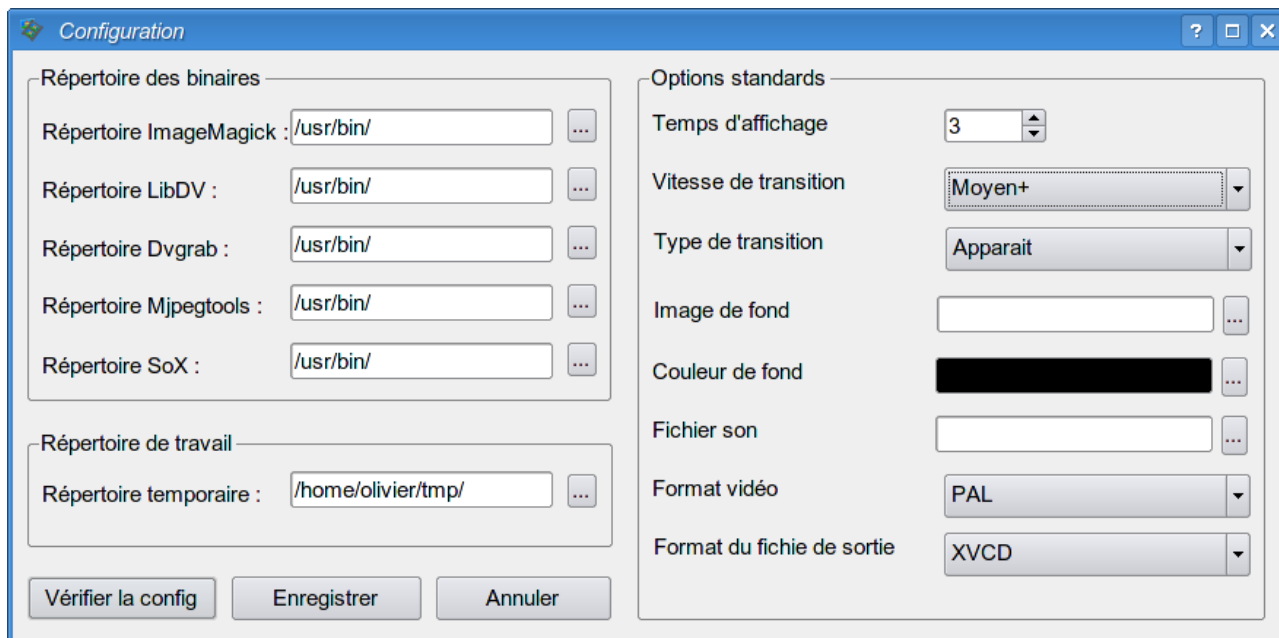 Configuration
Répertoire des binaires
Répertoire ImageMagick : /usr/bin/ ...
Répertoire LibDV : /usr/bin/ ...
Répertoire Dvgrab : /usr/bin/ ...
Répertoire Mjpegtools : /usr/bin/ ...
Répertoire SoX : /usr/bin/ ...
Répertoire de travail
Répertoire temporaire : /home/olivier/tmp/ ...
Vérifier la config Enregistrer Annuler
Options standards
Temps d'affichage 3
Vitesse de transition Moyen+
Type de transition Apparait
Image de fond ...
Couleur de fond ...
Fichier son ...
Format vidéo PAL
Format du fichie de sortie XVCD